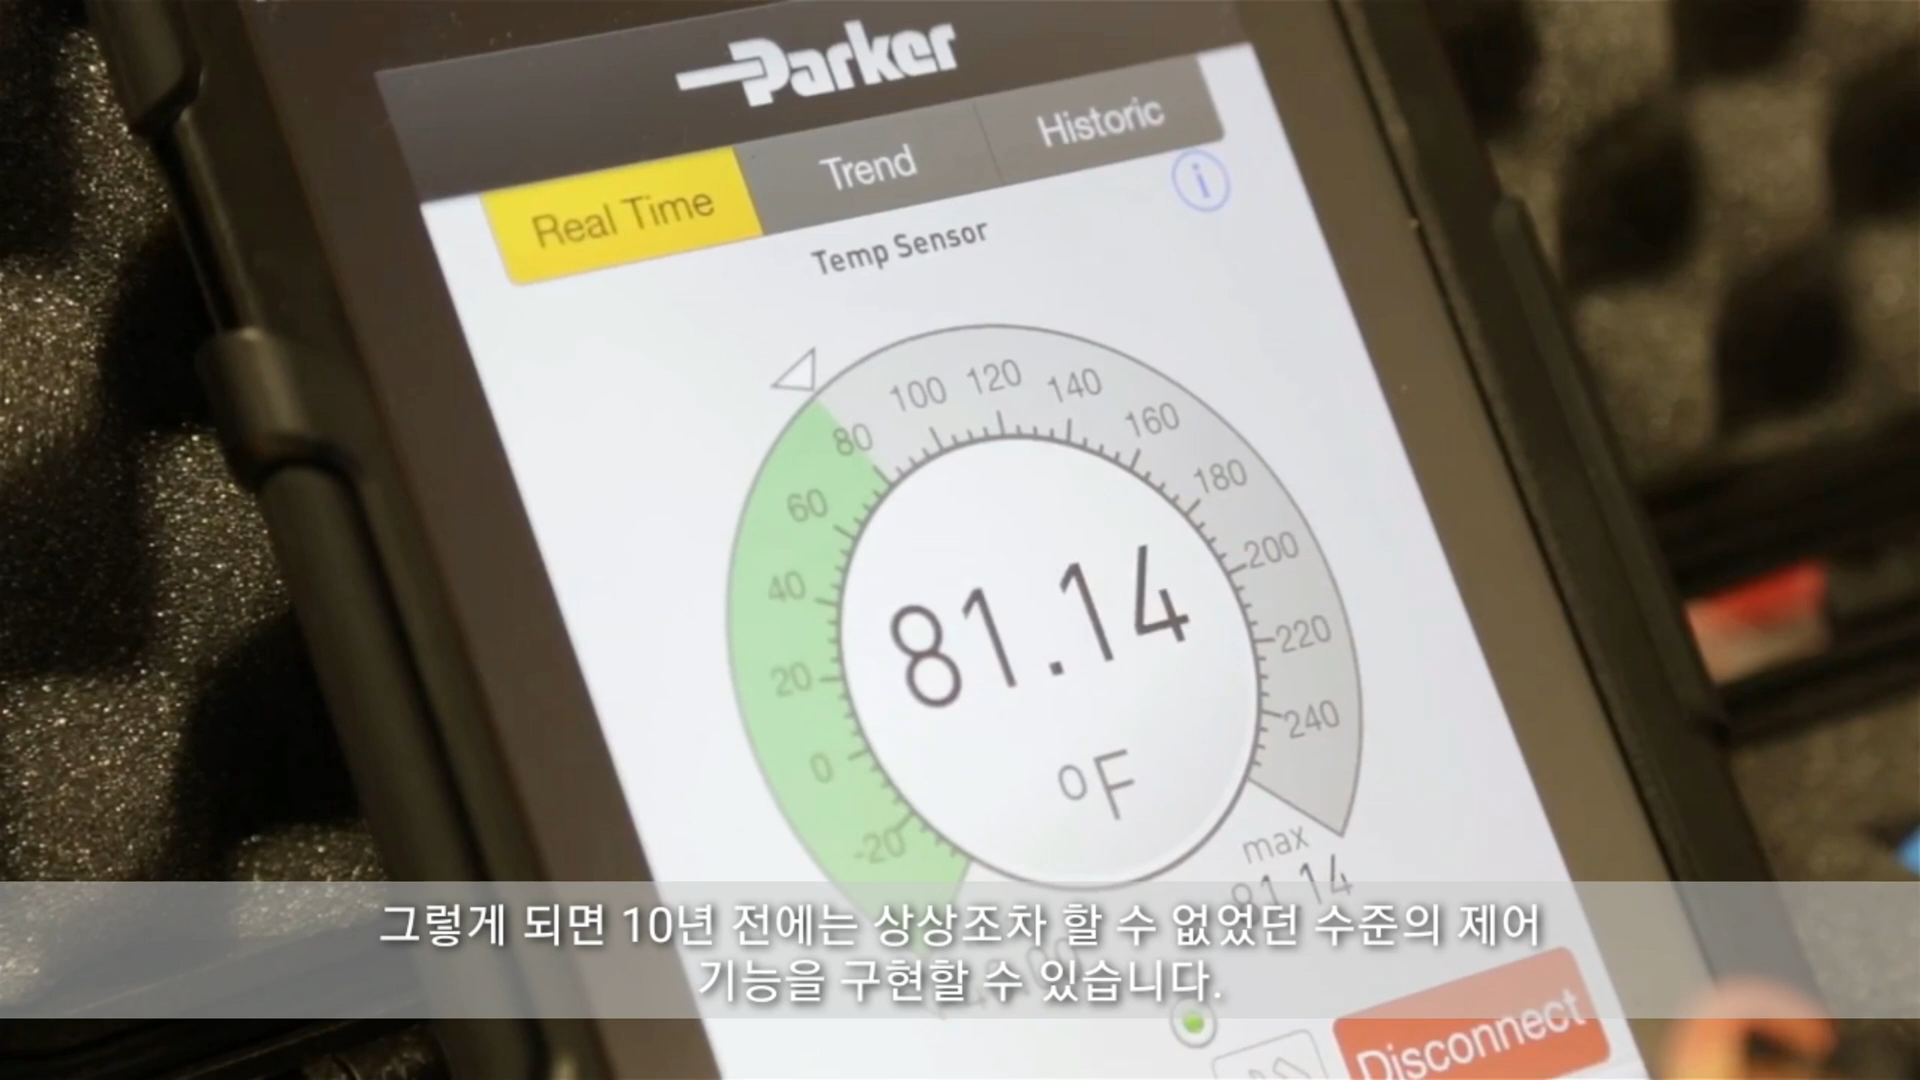 Parker
Real Time
Trend
Historic
i
Temp Sensor
100
120
140
80
160
60
180
40
200
20
220
0
240
-20
81.14
°F
max
81.14
그렇게 되면 10년 전에는 상상조차 할 수 없었던 수준의 제어
기능을 구현할 수 있습니다.
Disconnect